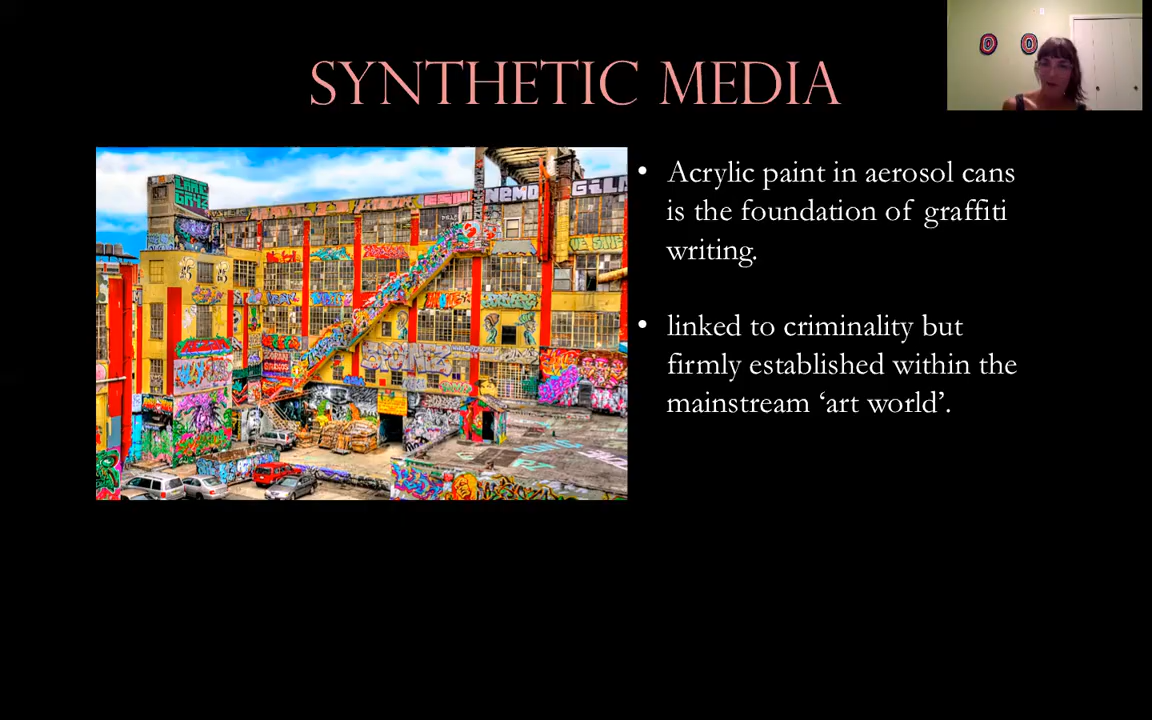 SYNTHETIC MEDIA
• Acrylic paint in aerosol cans
is the foundation of graffiti
writing.
• linked to criminality but
firmly established within the
mainstream ‘art world’.
NEMO